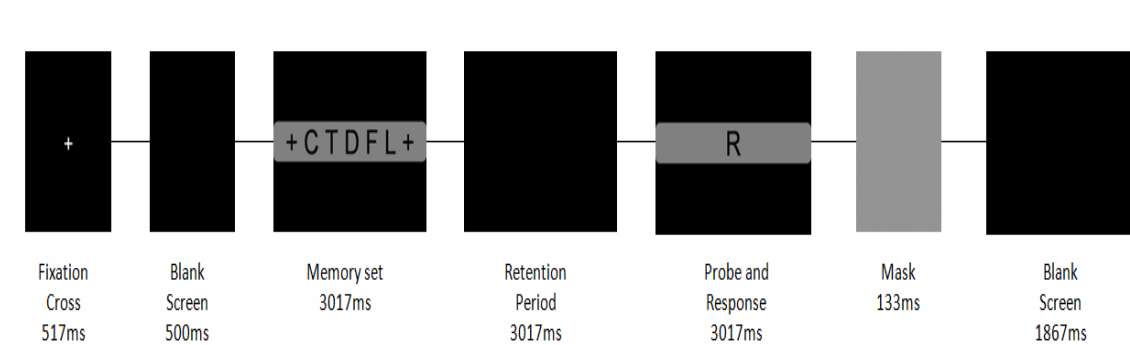 +
+ C T D F L +
R
Fixation
Cross
517ms
Blank
Screen
500ms
Memory set
3017ms
Retention
Period
3017ms
Probe and
Response
3017ms
Mask
133ms
Blank
Screen
1867ms